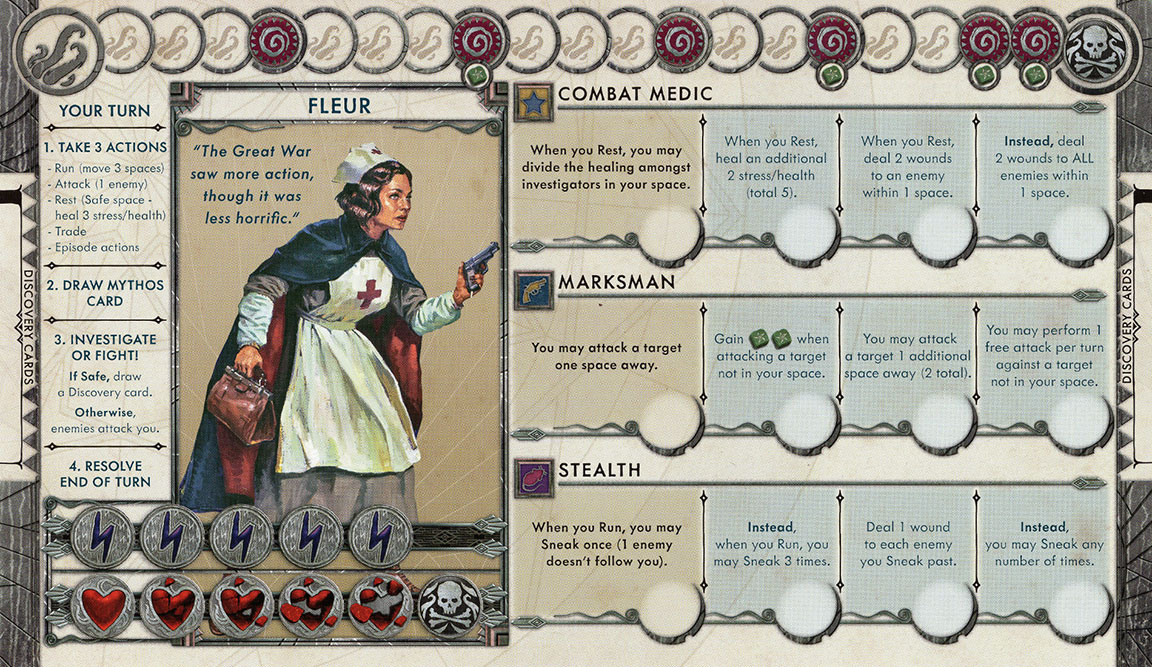 FLEUR
"The Great War
saw more action,
though it was
less horrific."
YOUR TURN
1. TAKE 3 ACTIONS
- Run (move 3 spaces)
- Attack (1 enemy)
- Rest (Safe space -
heal 3 stress/health)
- Trade
- Episode actions
2. DRAW MYTHOS
CARD
3. INVESTIGATE
OR FIGHT!
If Safe, draw
a Discovery card.
Otherwise,
enemies attack you.
4. RESOLVE
END OF TURN
DISCOVERY CARDS
COMBAT MEDIC
When you Rest, you may
divide the healing amongst
investigators in your space.
When you Rest,
heal an additional
2 stress/health
(total 5).
When you Rest,
deal 2 wounds
to an enemy
within 1 space.
Instead, deal
2 wounds to ALL
enemies within
1 space.
MARKSMAN
You may attack a target
one space away.
Gain when
attacking a target
not in your space.
You may attack
a target 1 additional
space away (2 total).
You may perform 1
free attack per turn
against a target
not in your space.
STEALTH
When you Run, you may
Sneak once (1 enemy
doesn't follow you).
Instead,
when you Run, you
may Sneak 3 times.
Deal 1 wound
to each enemy
you Sneak past.
Instead,
you may Sneak any
number of times.
DISCOVERY CARDS